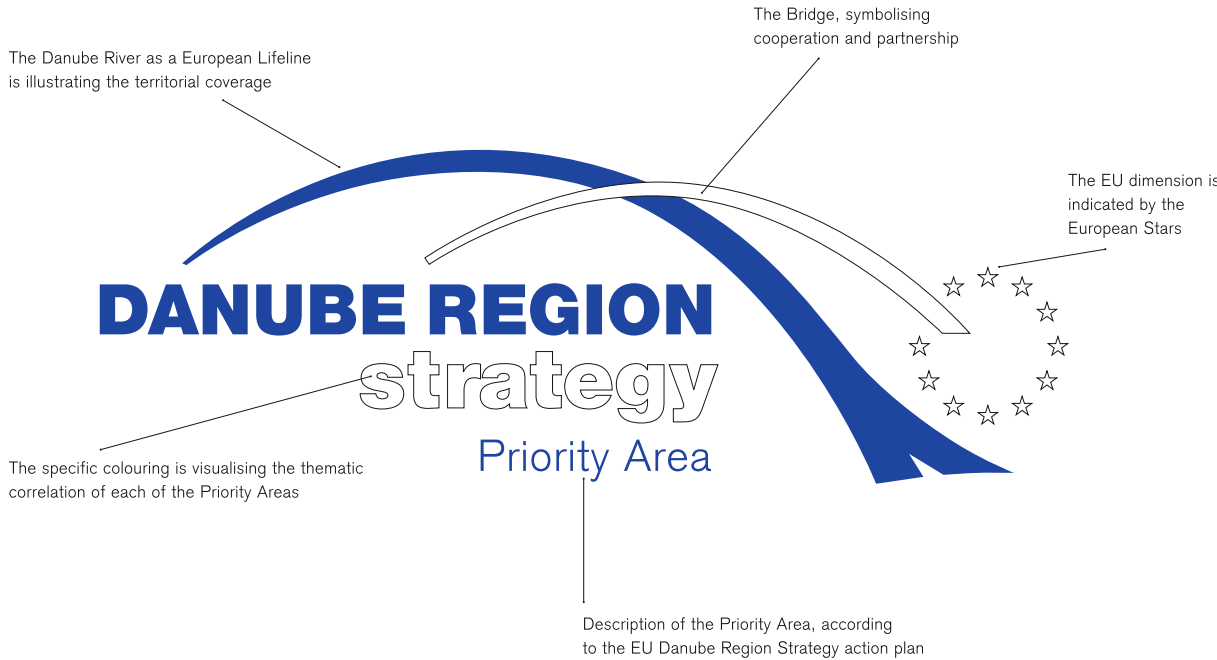 The Bridge, symbolising
cooperation and partnership
The Danube River as a European Lifeline
is illustrating the territorial coverage
The EU dimension is
indicated by the
European Stars
DANUBE REGION
strategy
Priority Area
The specific colouring is visualising the thematic
correlation of each of the Priority Areas
Description of the Priority Area, according
to the EU Danube Region Strategy action plan